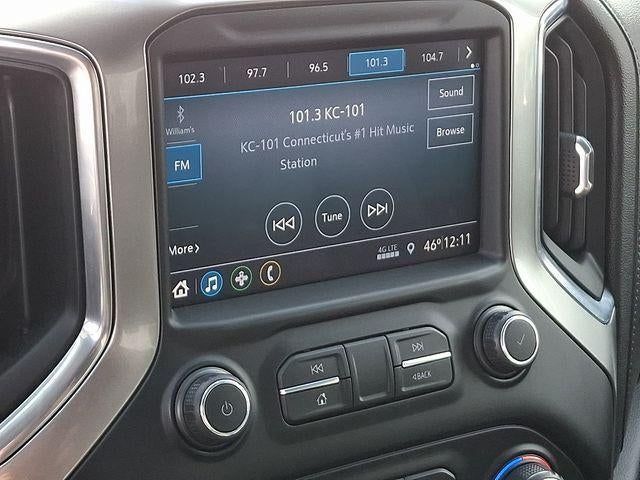 102.3 97.7 96.5 101.3 104.7
William's
101.3 KC-101
Sound
KC-101 Connecticut's #1 Hit Music
Station
Browse
FM
Tune
More
4G LTE
46° 12:11
BACK